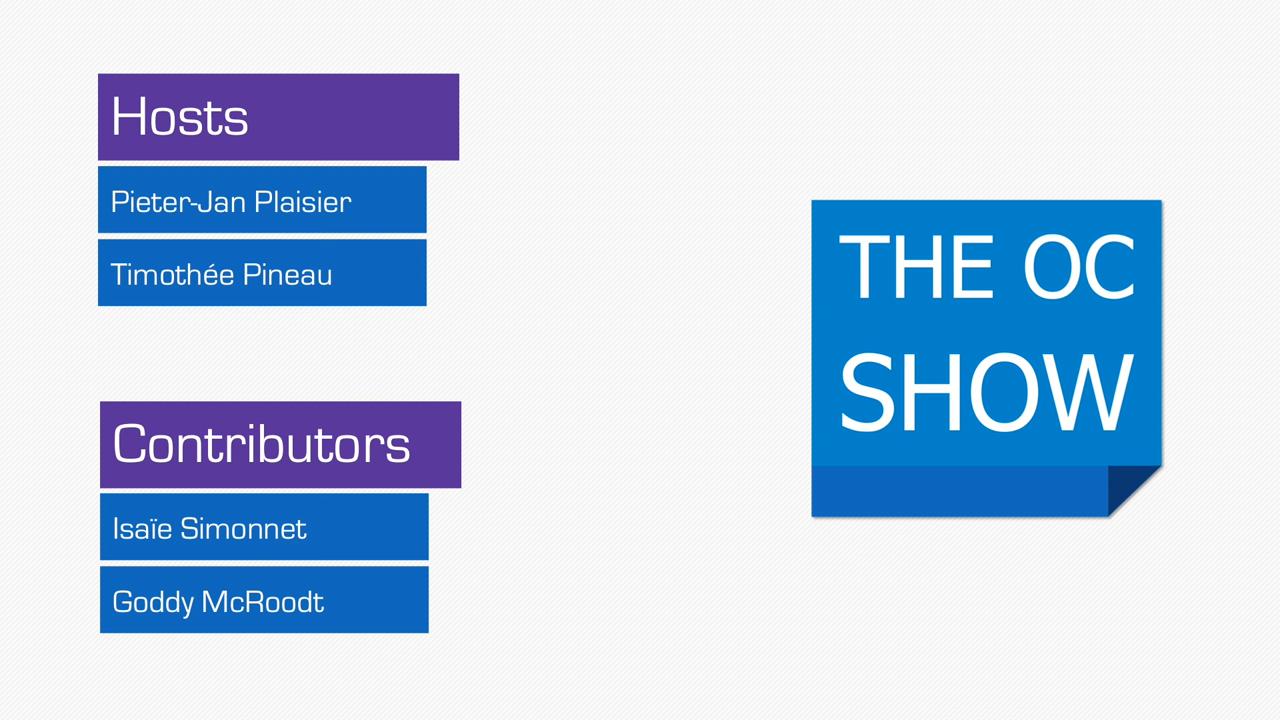 Hosts
Pieter-Jan Plaisier
Timothée Pineau
Contributors
Isaïe Simonnet
Goddy McRoodt
THE OC
SHOW